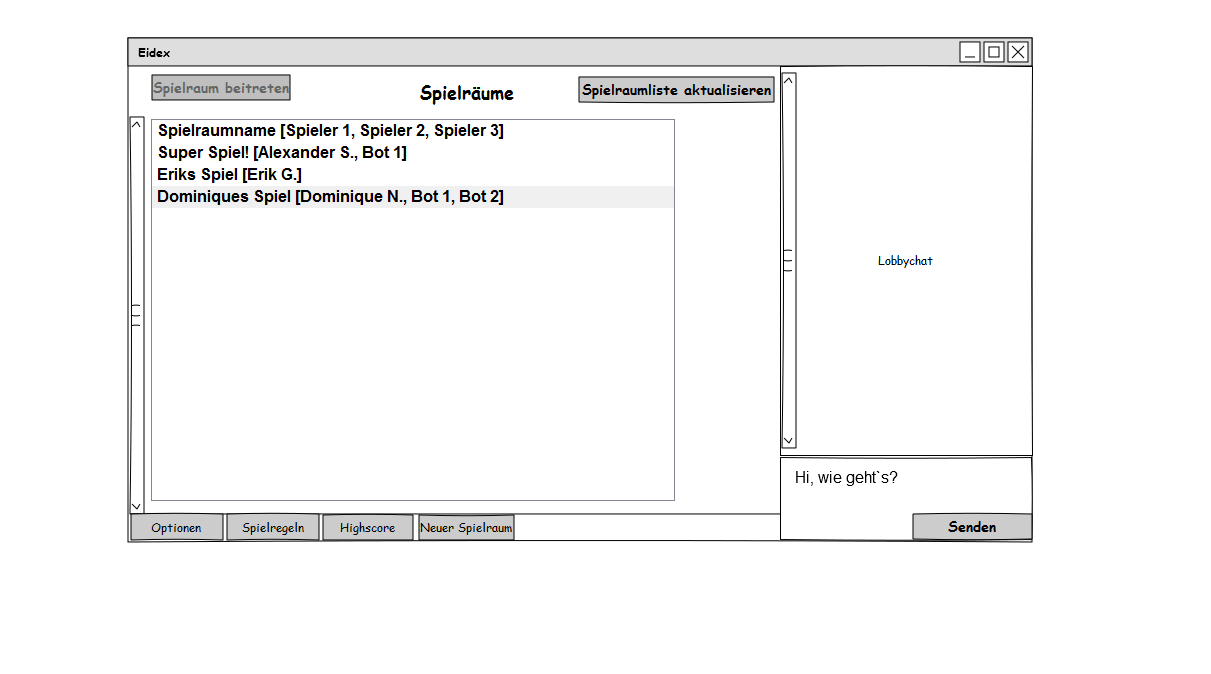 Eidex
Spielraum beitreten
Spielräume
Spielraumliste aktualisieren
Spielraumname [Spieler 1, Spieler 2, Spieler 3]
Super Spiel! [Alexander S., Bot 1]
Eriks Spiel [Erik G.]
Dominiques Spiel [Dominique N., Bot 1, Bot 2]
Lobbychat
Hi, wie geht`s?
Optionen
Spielregeln
Highscore
Neuer Spielraum
Senden